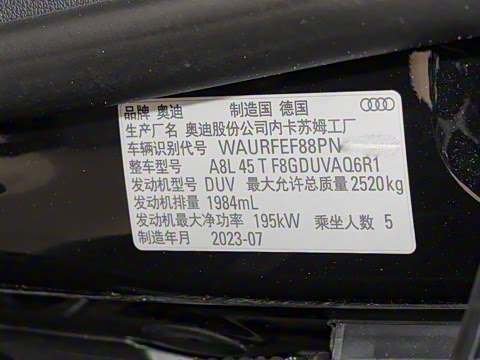 品牌 奥迪 制造国 德国
生产厂名 奥迪股份公司内卡苏姆工厂
车辆识别代号 WAURFEF88PN
整车型号 A8L 45 T F8GDUVAQ6R1
发动机型号 DUV 最大允许总质量 2520kg
发动机排量 1984mL
发动机最大净功率 195kW 乘坐人数 5
制造年月 2023-07